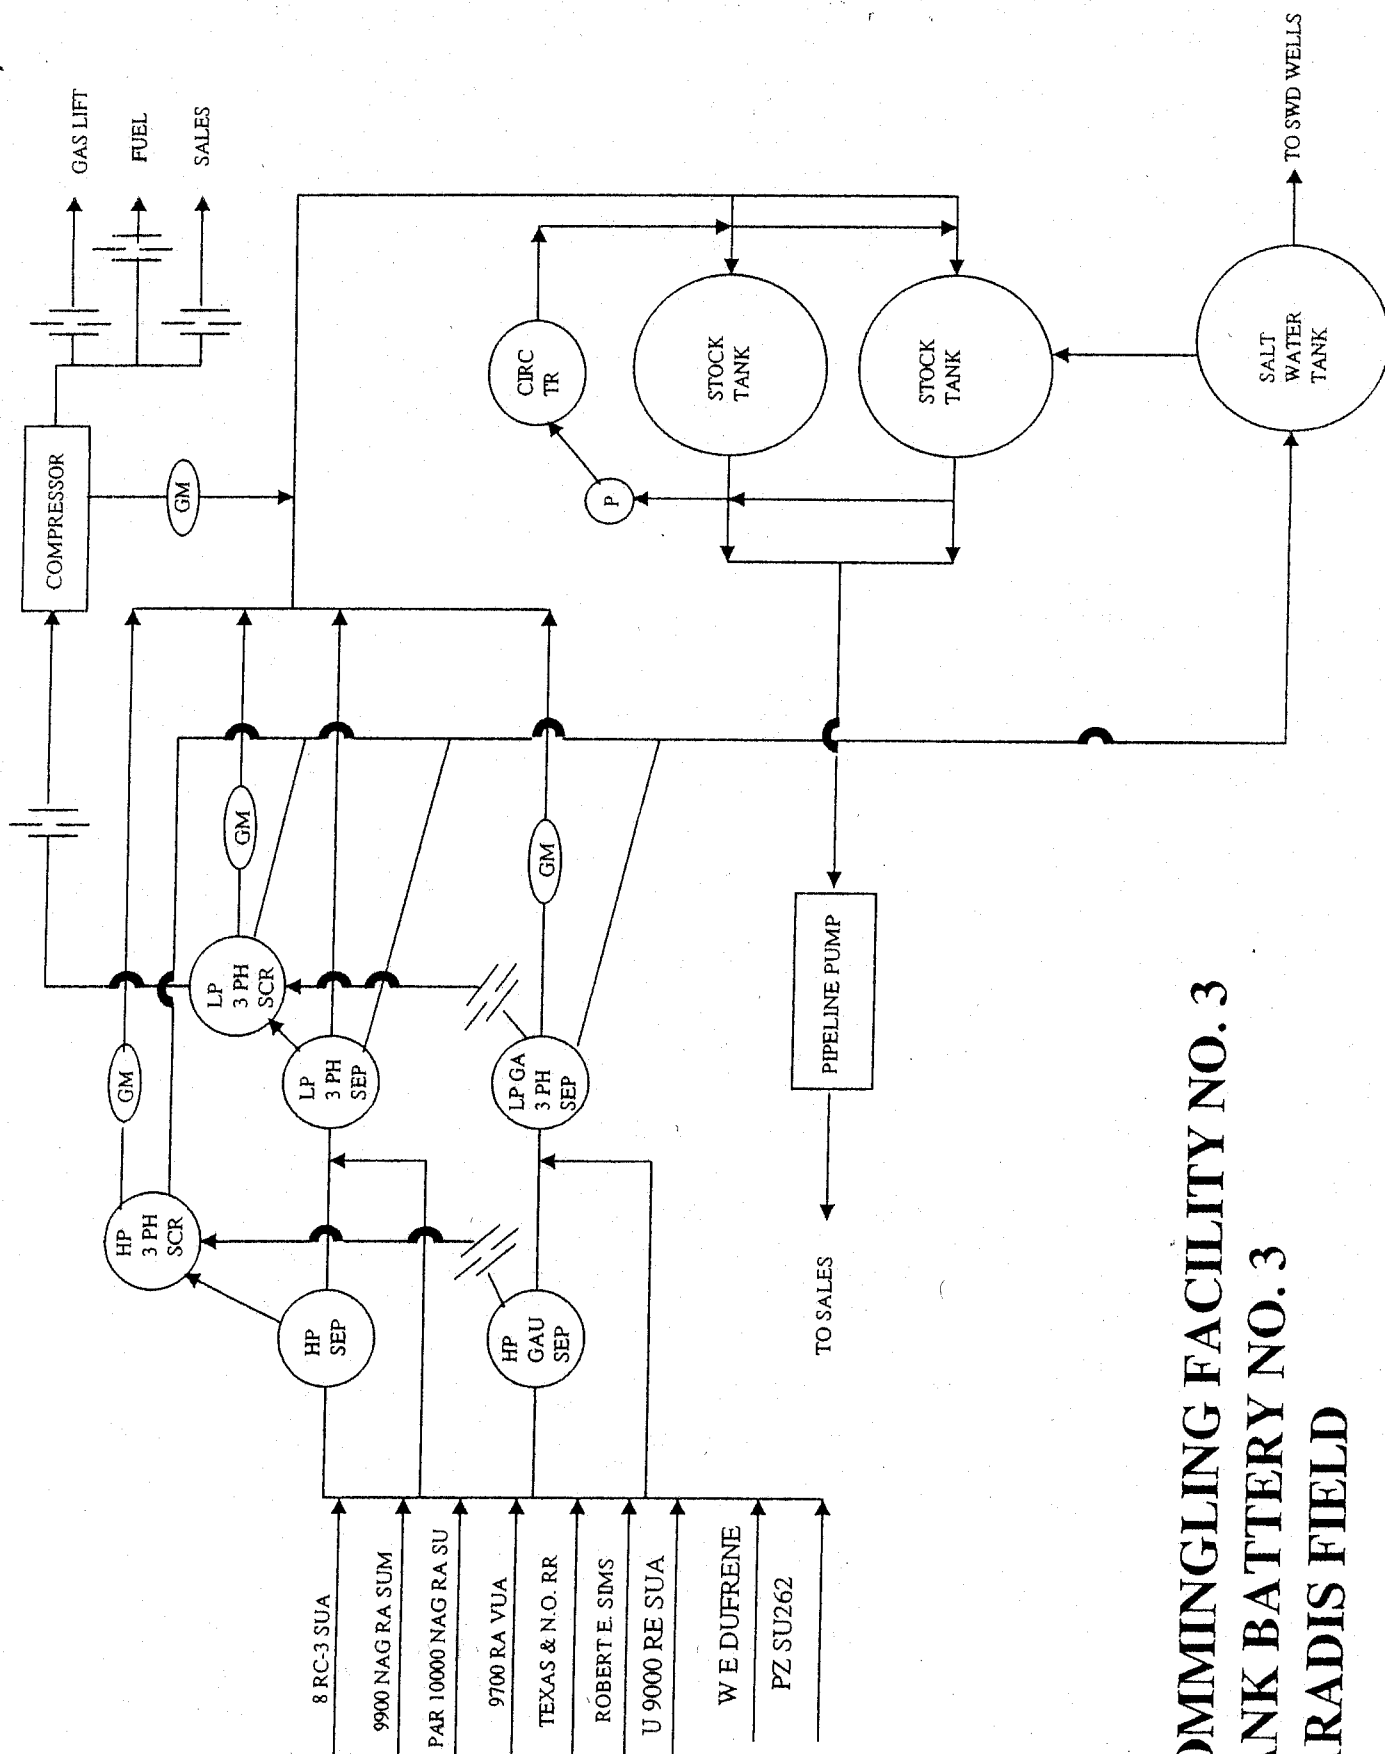 GAS LIFT
FUEL
SALES
COMPRESSOR
GM
GM
GM
GM
HP
3 PH
SCR
LP
3 PH
SCR
LP
3 PH
SEP
LP GA
3 PH
SEP
HP
SEP
HP
GAU
SEP
CIRC
TR
P
STOCK
TANK
STOCK
TANK
SALT
WATER
TANK
TO SWD WELLS
PIPELINE PUMP
TO SALES
8 RC-3 SUA
9900 NAG RA SUM
PAR 10000 NAG RA SU
9700 RA VUA
TEXAS & N.O. RR
ROBERT E. SIMS
U 9000 RE SUA
W E DUFRENE
PZ SU262
OMMINGLING FACILITY NO. 3
ANK BATTERY NO. 3
RADIS FIELD